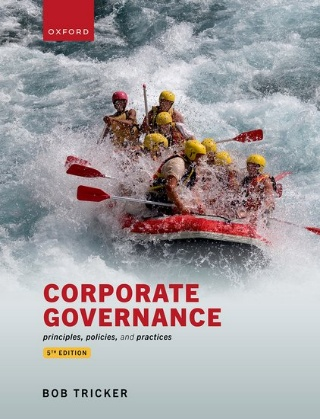 OXFORD
CORPORATE
GOVERNANCE
principles, policies, and practices
5TH EDITION
BOB TRICKER